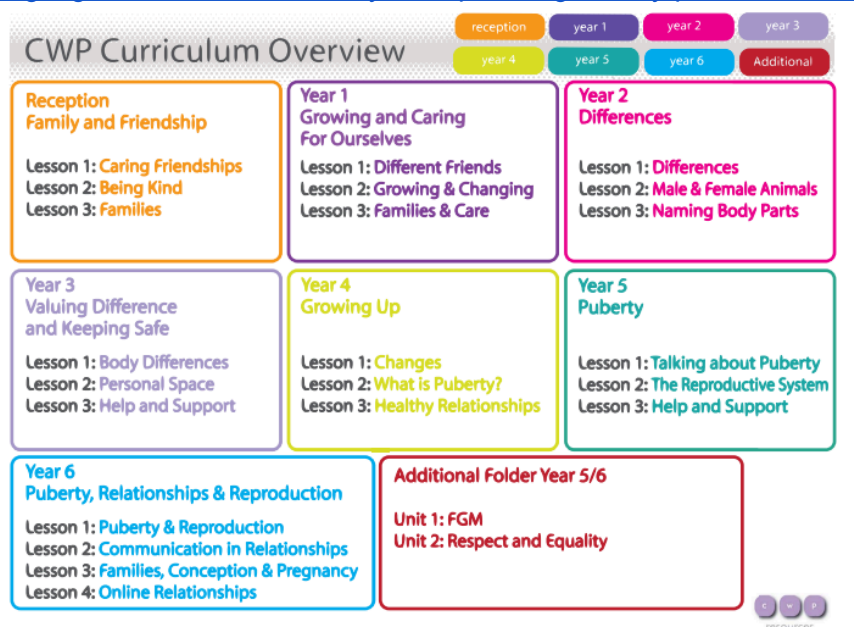 CWP Curriculum Overview
reception
year 1
year 2
year 3
year 4
year 5
year 6
Additional
Reception
Family and Friendship
Lesson 1: Caring Friendships
Lesson 2: Being Kind
Lesson 3: Families
Year 1
Growing and Caring
For Ourselves
Lesson 1: Different Friends
Lesson 2: Growing & Changing
Lesson 3: Families & Care
Year 2
Differences
Lesson 1: Differences
Lesson 2: Male & Female Animals
Lesson 3: Naming Body Parts
Year 3
Valuing Difference
and Keeping Safe
Lesson 1: Body Differences
Lesson 2: Personal Space
Lesson 3: Help and Support
Year 4
Growing Up
Lesson 1: Changes
Lesson 2: What is Puberty?
Lesson 3: Healthy Relationships
Year 5
Puberty
Lesson 1: Talking about Puberty
Lesson 2: The Reproductive System
Lesson 3: Help and Support
Year 6
Puberty, Relationships & Reproduction
Lesson 1: Puberty & Reproduction
Lesson 2: Communication in Relationships
Lesson 3: Families, Conception & Pregnancy
Lesson 4: Online Relationships
Additional Folder Year 5/6
Unit 1: FGM
Unit 2: Respect and Equality
c w p